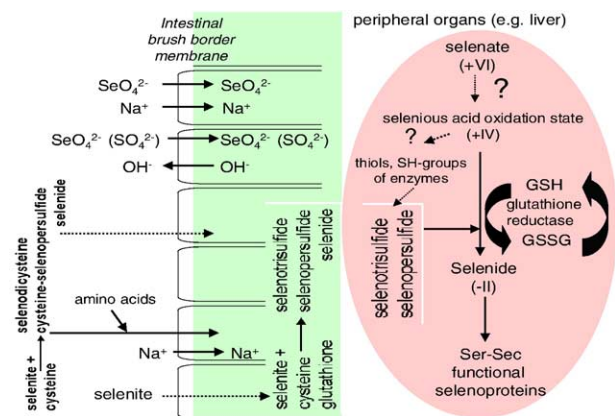 Intestinal
brush border
membrane
SeO₄²⁻ SeO₄²⁻
Na⁺ Na⁺
SeO₄²⁻ (SO₄²⁻) SeO₄²⁻ (SO₄²⁻)
OH⁻ OH⁻
selenodicysteine
cysteine-selenopersulfide
selenide
amino acids
Na⁺ Na⁺
selenite +
cysteine
selenite
selenotrisulfide
selenopersulfide
selenide
selenite +
cysteine
glutathione
peripheral organs (e.g. liver)
selenate
(+VI)
?
selenious acid oxidation state
(+IV)
?
thiols, SH-groups
of enzymes
GSH
glutathione
reductase
GSSG
selenotrisulfide
selenopersulfide
Selenide
(-II)
Ser-Sec
functional
selenoproteins